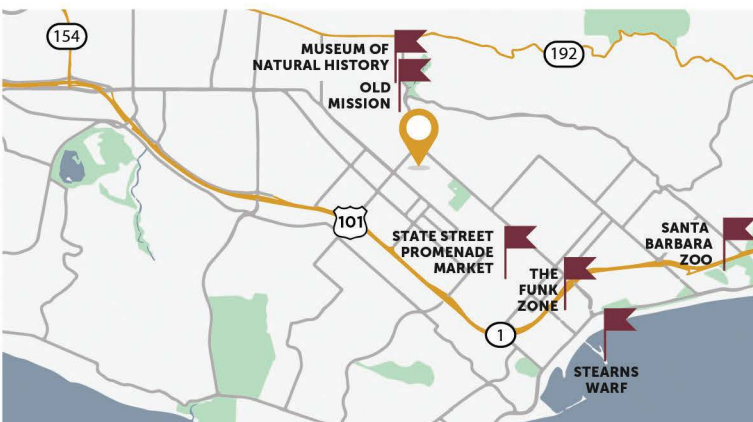 154
MUSEUM OF
NATURAL HISTORY
192
OLD
MISSION
101
STATE STREET
PROMENADE
MARKET
SANTA
BARBARA
ZOO
THE
FUNK
ZONE
1
STEARNS
WARF